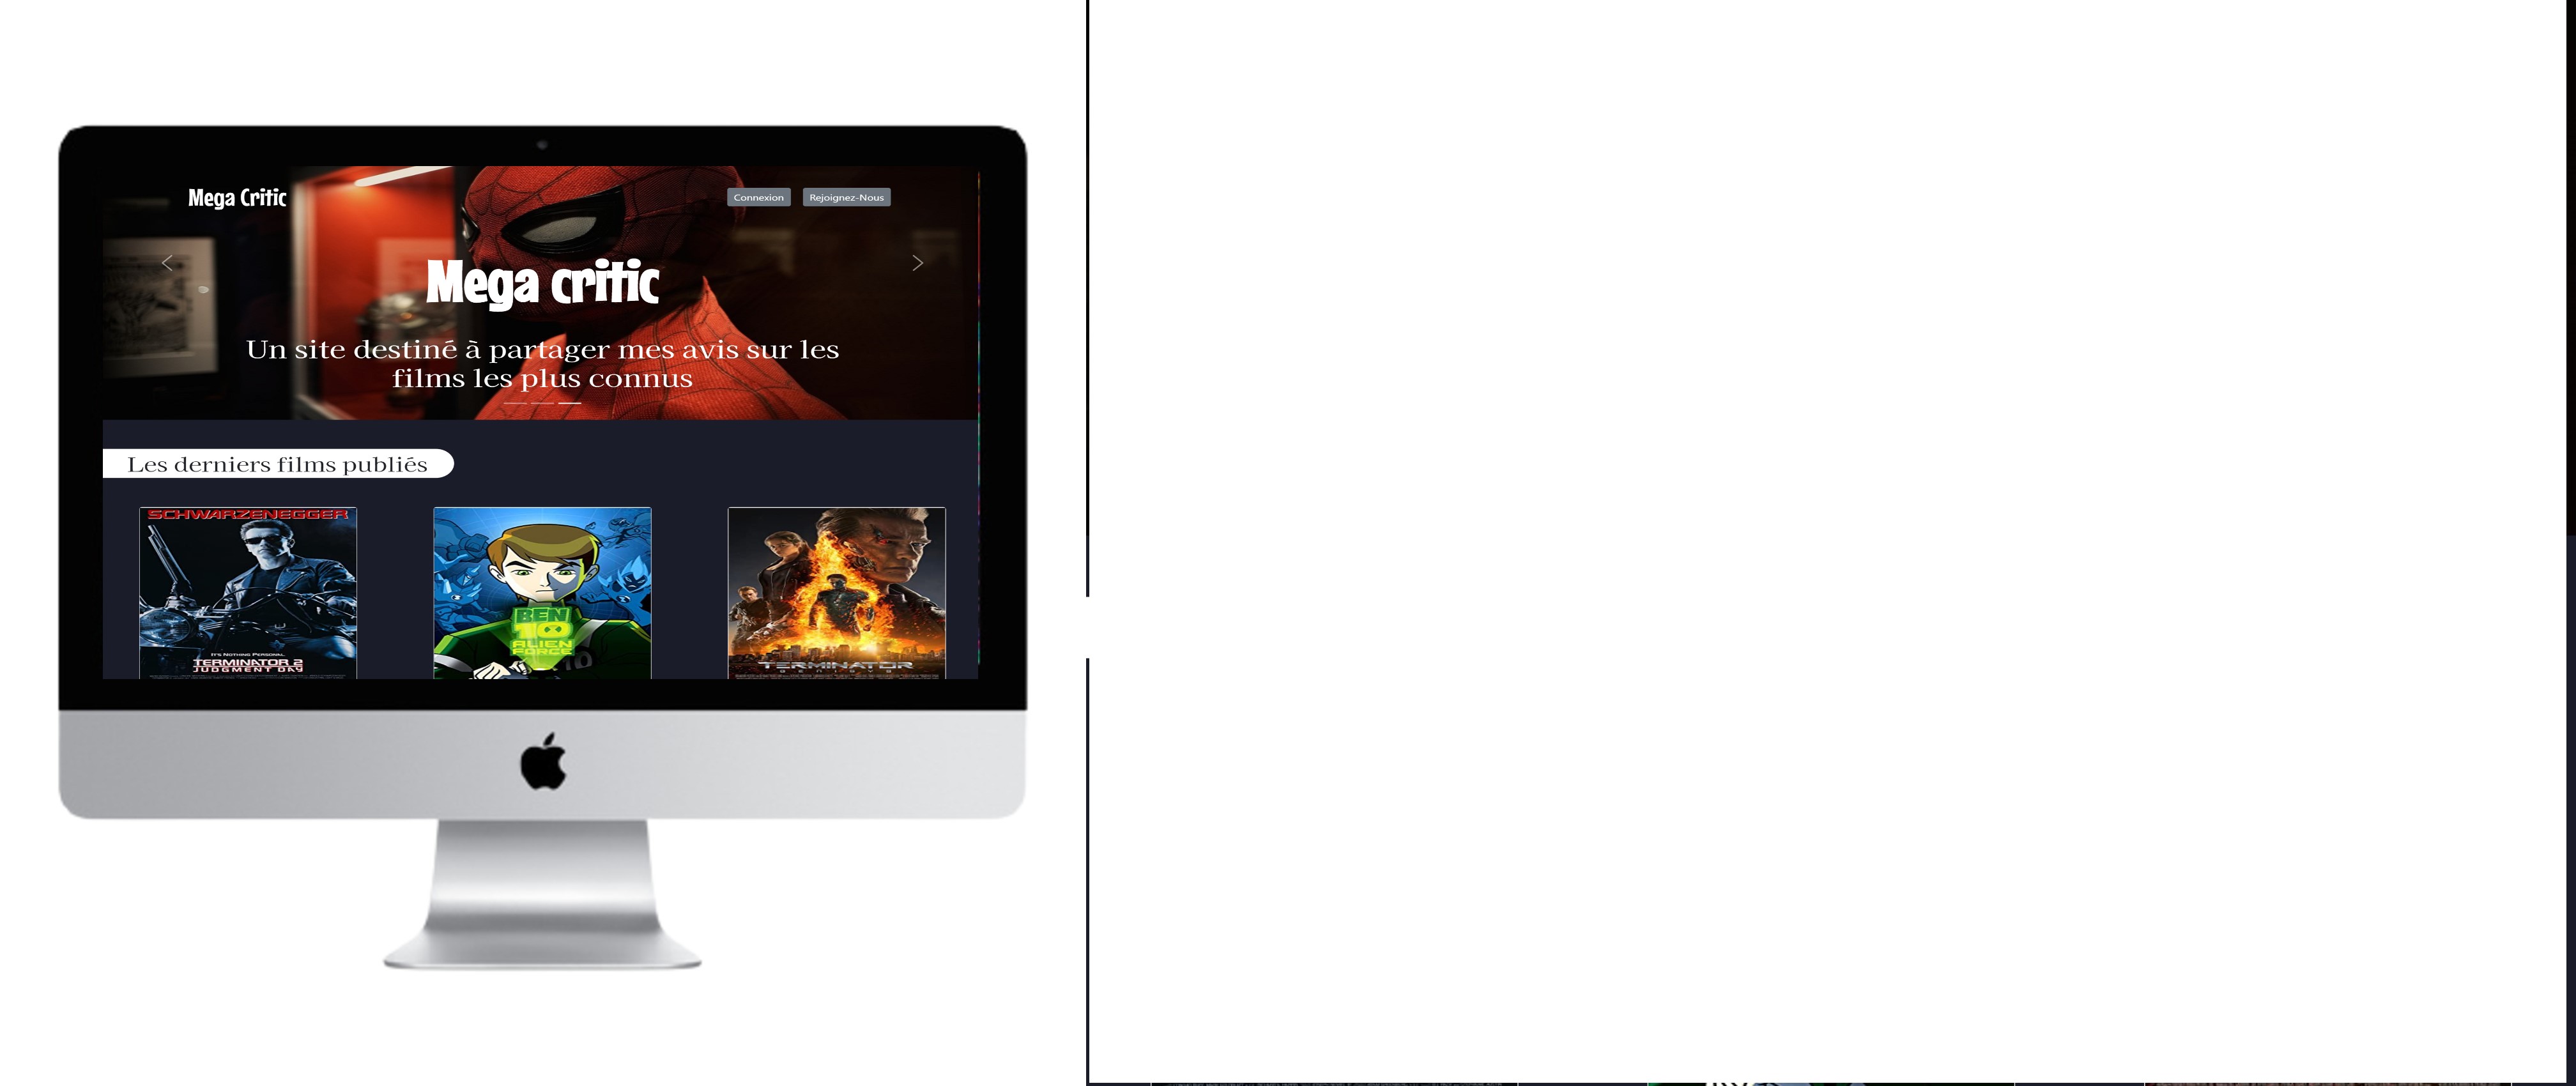 Mega Critic
Connexion
Rejoignez-Nous
Mega critic
Un site destiné à partager mes avis sur les
films les plus connus
Les derniers films publiés
SCHWARZENEGGER
IT'S NOTHING PERSONAL.
TERMINATOR 2
JUDGMENT DAY
BEN
10
ALIEN
FORCE
TERMINATOR
genisys